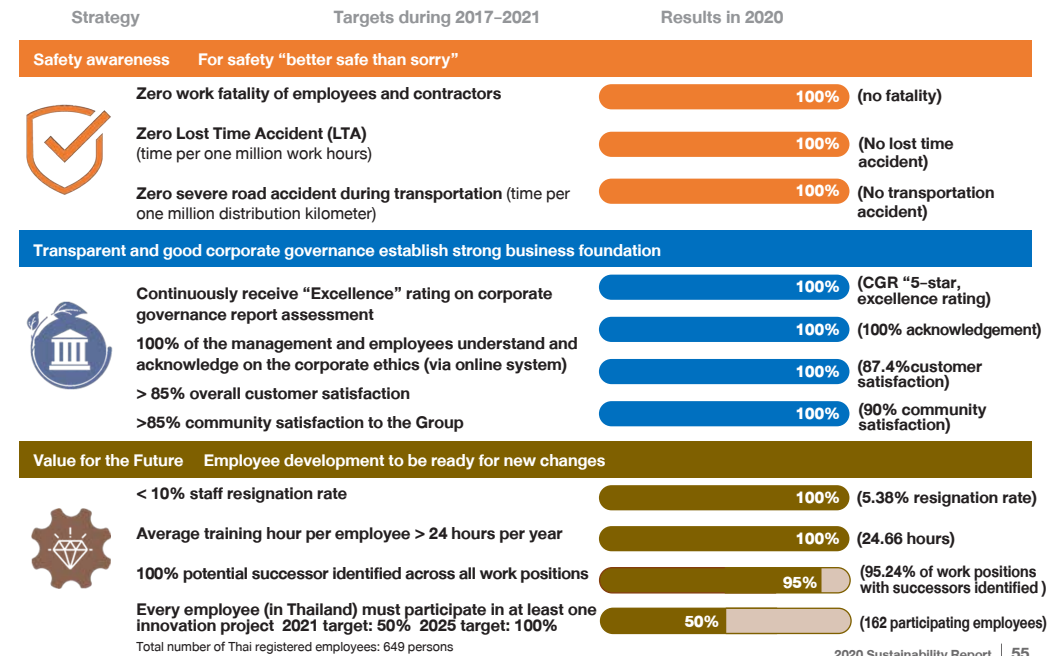 Strategy Targets during 2017–2021 Results in 2020
Safety awareness For safety “better safe than sorry”
Zero work fatality of employees and contractors
100% (no fatality)
Zero Lost Time Accident (LTA)
(time per one million work hours)
100% (No lost time
accident)
Zero severe road accident during transportation (time per
one million distribution kilometer)
100% (No transportation
accident)
Transparent and good corporate governance establish strong business foundation
Continuously receive “Excellence” rating on corporate
governance report assessment
100% (CGR “5–star,
excellence rating)
100% of the management and employees understand and
acknowledge on the corporate ethics (via online system)
100% (100% acknowledgement)
> 85% overall customer satisfaction
100% (87.4%customer
satisfaction)
>85% community satisfaction to the Group
100% (90% community
satisfaction)
Value for the Future Employee development to be ready for new changes
< 10% staff resignation rate
100% (5.38% resignation rate)
Average training hour per employee > 24 hours per year
100% (24.66 hours)
100% potential successor identified across all work positions
95% (95.24% of work positions
with successors identified )
Every employee (in Thailand) must participate in at least one
innovation project 2021 target: 50% 2025 target: 100%
50% (162 participating employees)
Total number of Thai registered employees: 649 persons
2020 Sustainability Report | 55